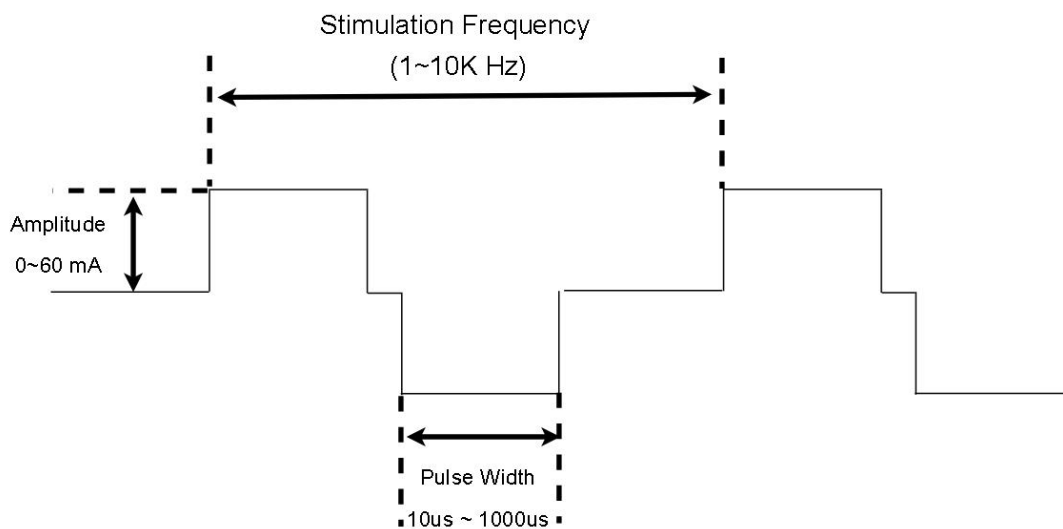 Stimulation Frequency
(1~10K Hz)
Amplitude
0~60 mA
Pulse Width
10us ~ 1000us